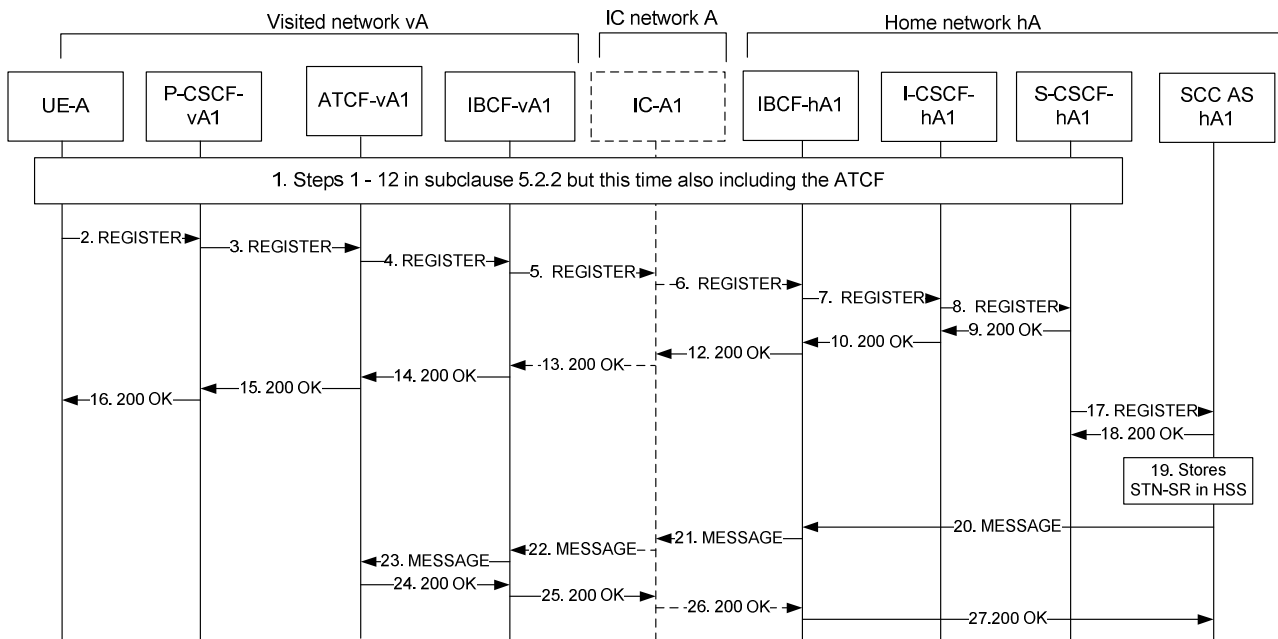 Visited network vA
IC network A
Home network hA
UE-A
P-CSCF-
vA1
ATCF-vA1
IBCF-vA1
IC-A1
IBCF-hA1
I-CSCF-
hA1
S-CSCF-
hA1
SCC AS
hA1
1. Steps 1 - 12 in subclause 5.2.2 but this time also including the ATCF
2. REGISTER
3. REGISTER
4. REGISTER
5. REGISTER
6. REGISTER
7. REGISTER
8. REGISTER
9. 200 OK
10. 200 OK
12. 200 OK
13. 200 OK
14. 200 OK
15. 200 OK
16. 200 OK
17. REGISTER
18. 200 OK
19. Stores
STN-SR in HSS
20. MESSAGE
21. MESSAGE
22. MESSAGE
23. MESSAGE
24. 200 OK
25. 200 OK
26. 200 OK
27.200 OK